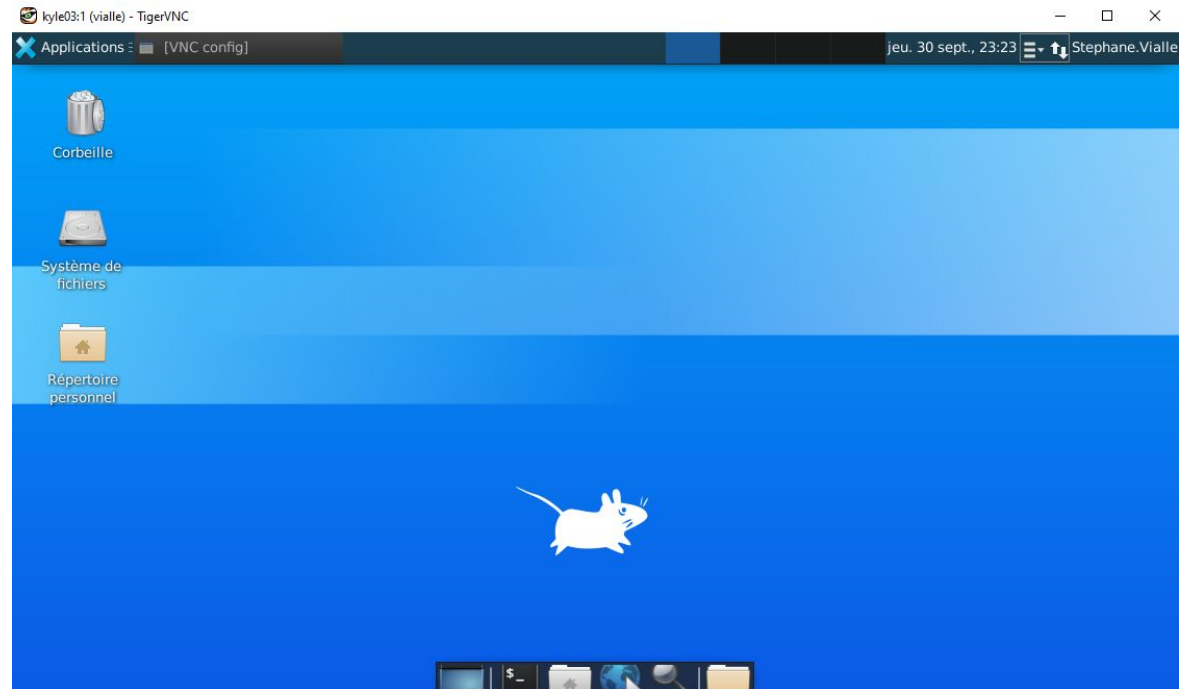 kyle03:1 (vialle) - TigerVNC
Applications [VNC config] jeu. 30 sept., 23:23 Stephane.Vialle
Corbeille
Système de
fichiers
Répertoire
personnel
$_